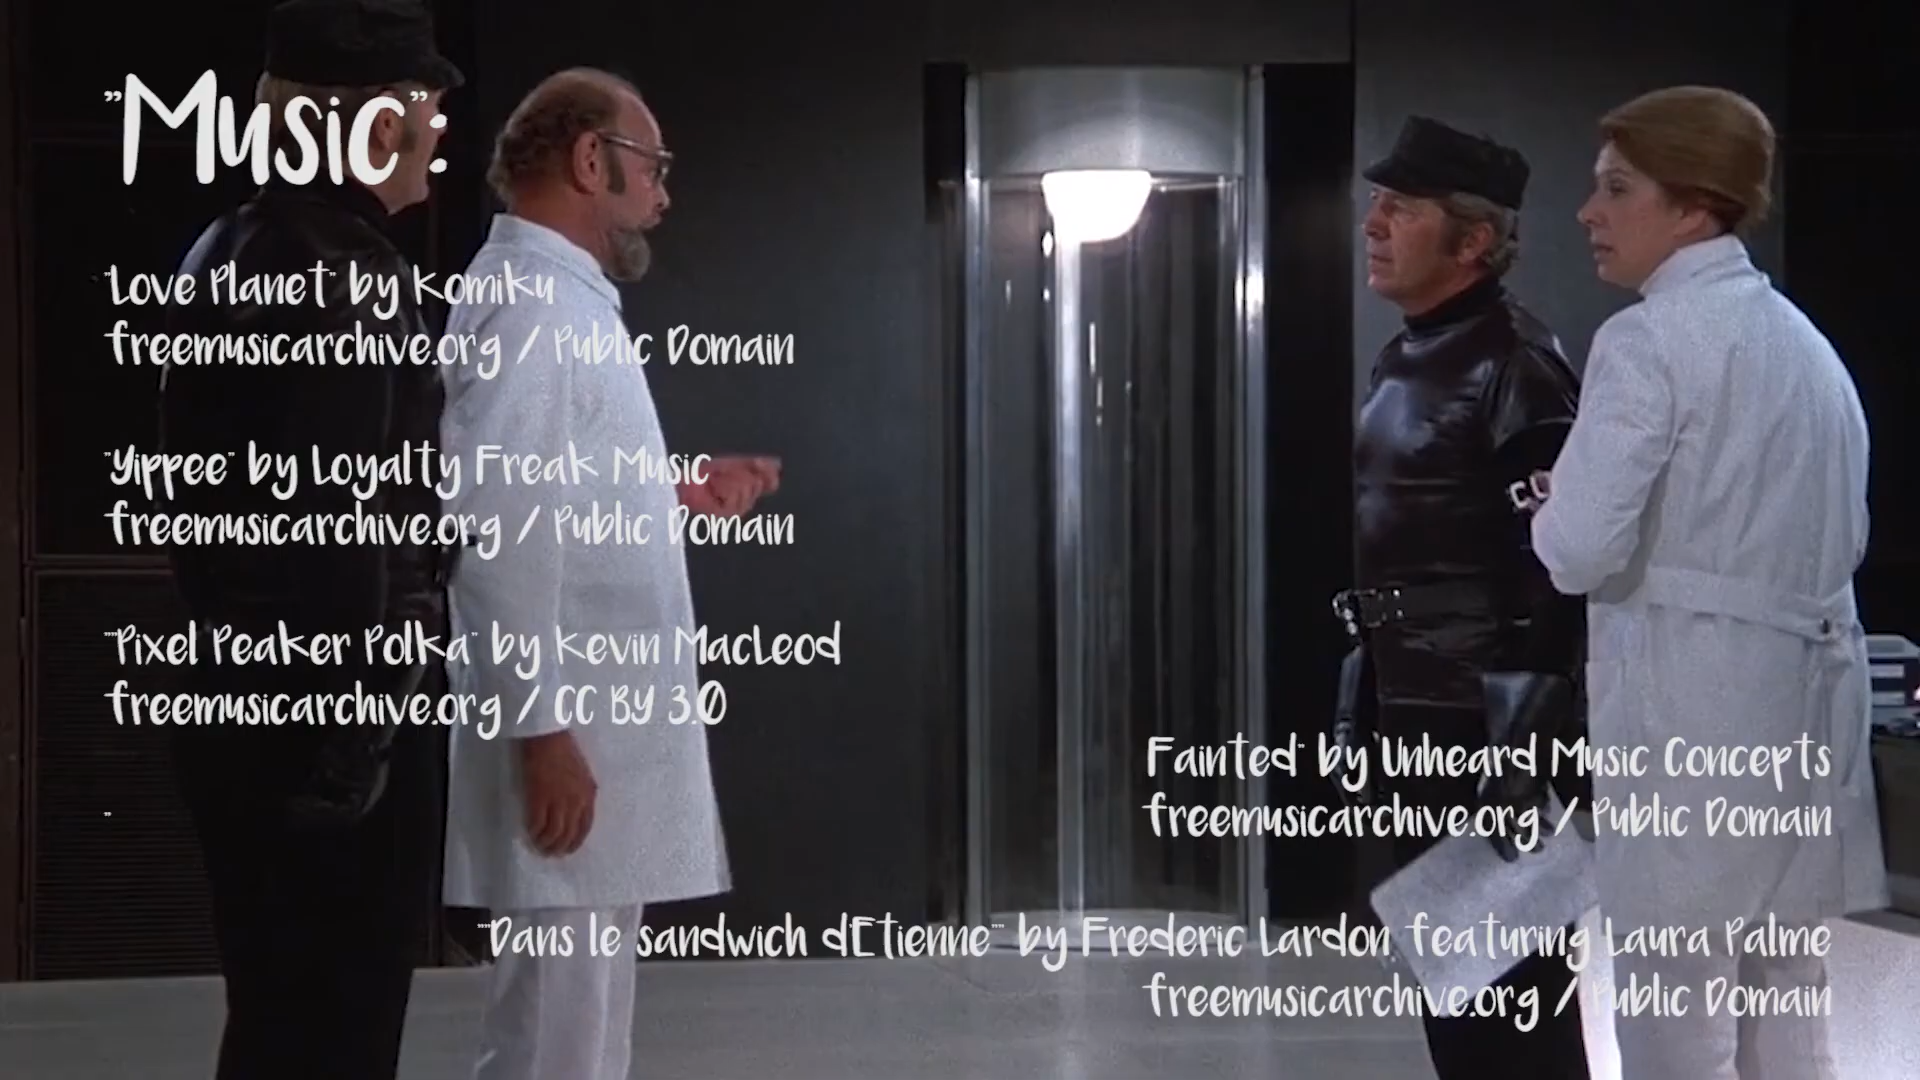 "Music":
"Love Planet" by Komiku
freemusicarchive.org / Public Domain
"Yippee" by Loyalty Freak Music
freemusicarchive.org / Public Domain
""Pixel Peaker Polka" by Kevin MacLeod
freemusicarchive.org / CC BY 3.0
"
Fainted" by Unheard Music Concepts
freemusicarchive.org / Public Domain
""Dans le sandwich d'Etienne"" by Frederic Lardon, featuring Laura Palme
freemusicarchive.org / Public Domain